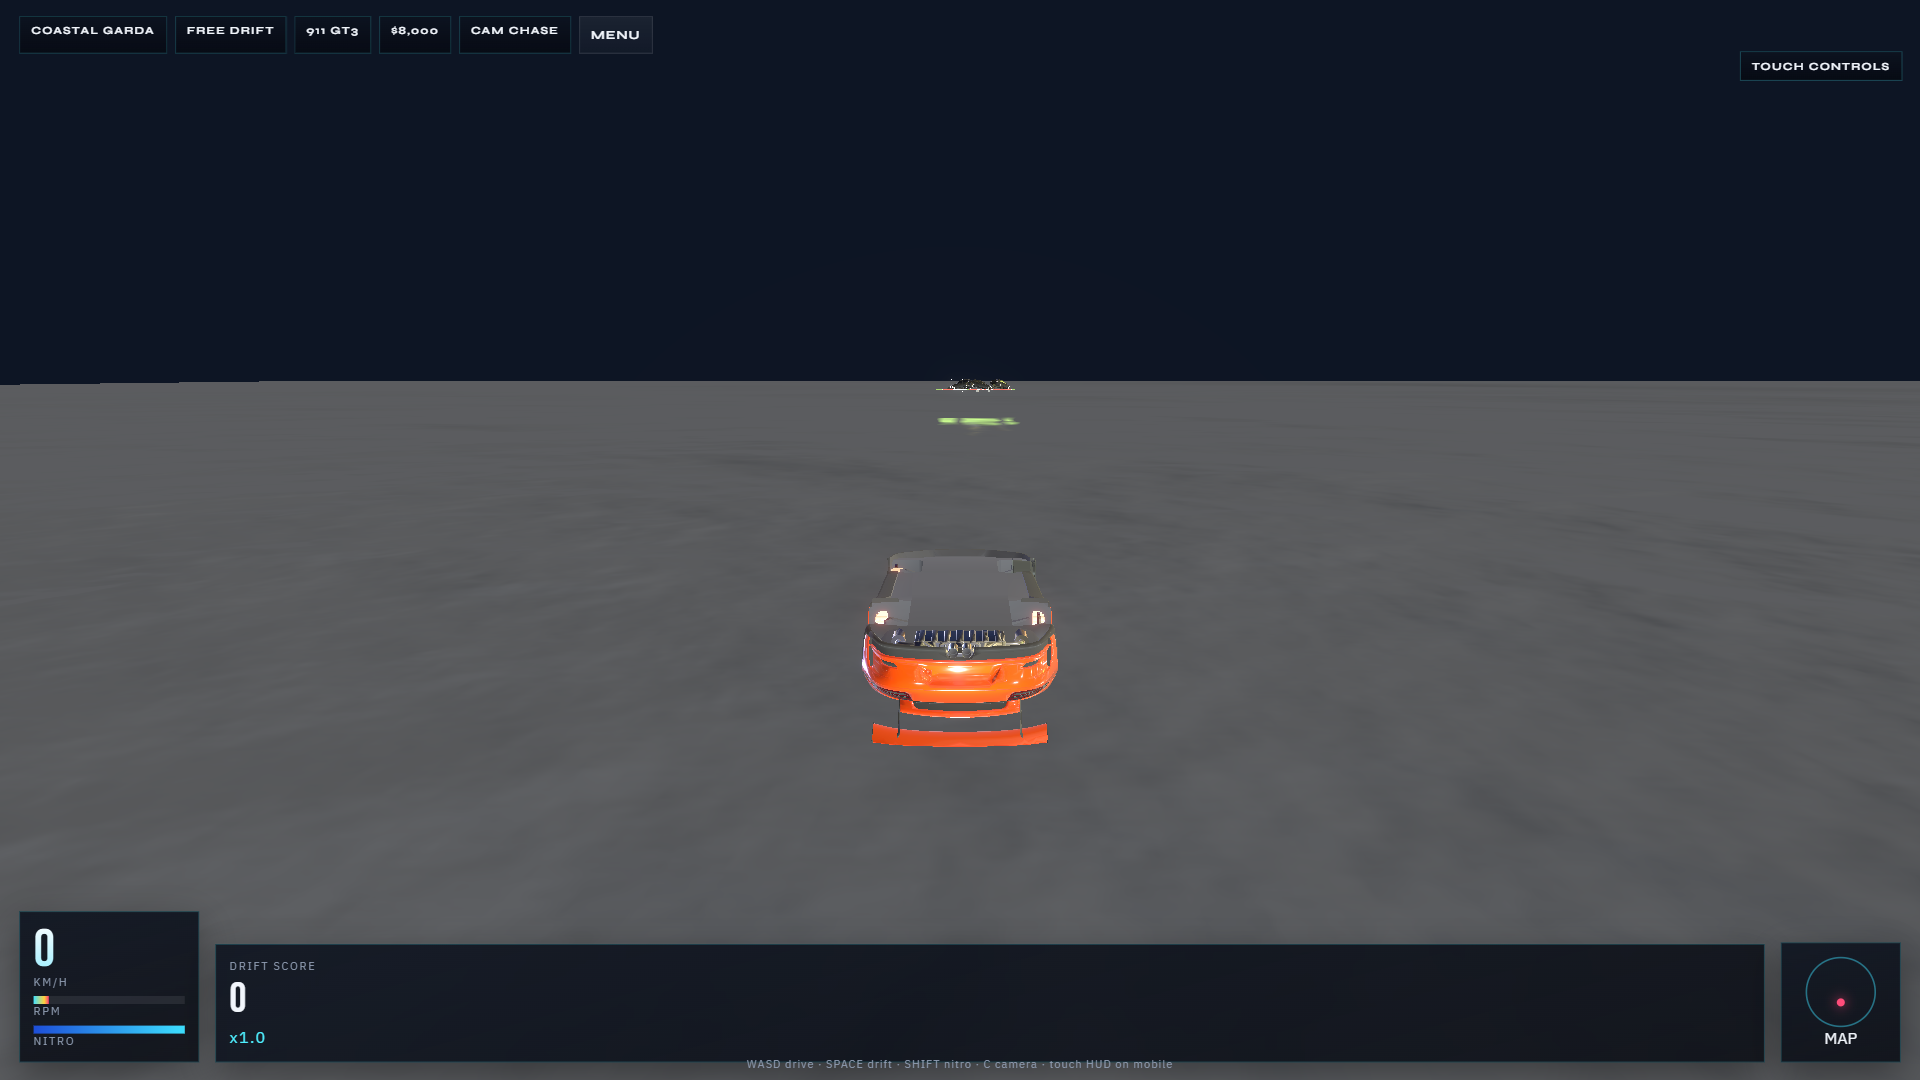 COASTAL GARDA
FREE DRIFT
911 GT3
$8,000
CAM CHASE
MENU
TOUCH CONTROLS
0
KM/H
RPM
NITRO
DRIFT SCORE
0
x1.0
MAP
WASD drive · SPACE drift · SHIFT nitro · C camera · touch HUD on mobile